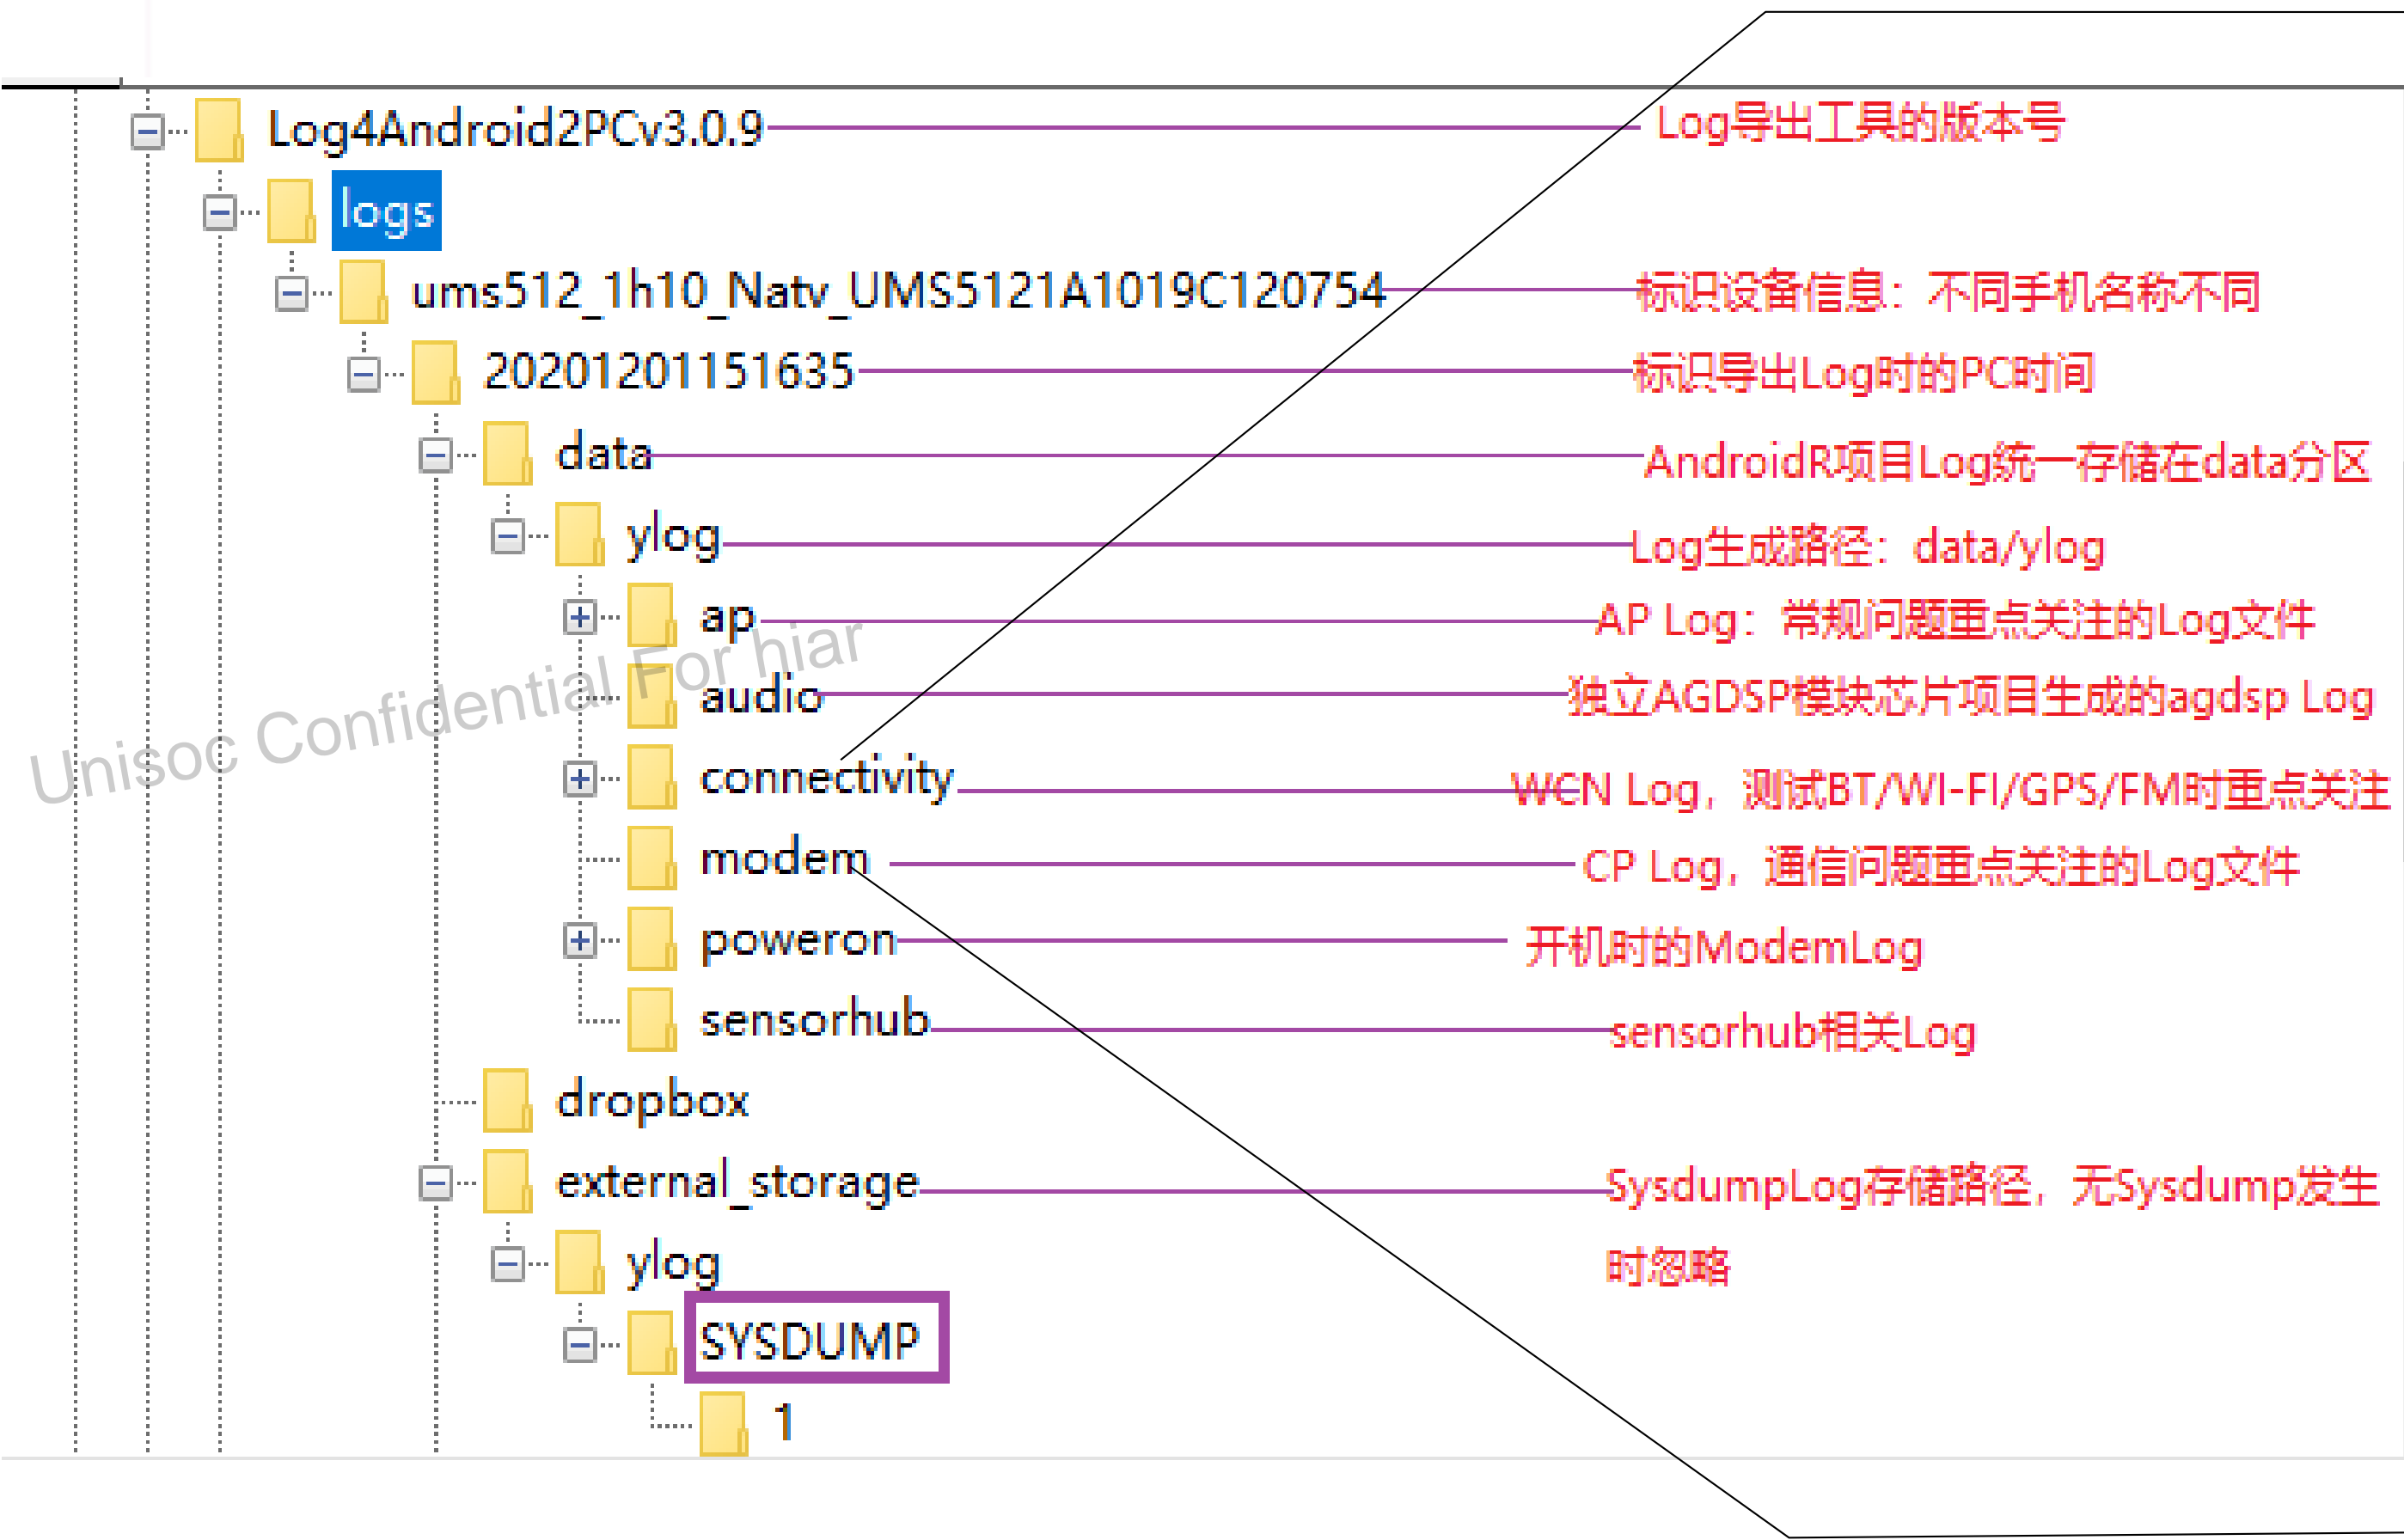 Log4Android2PCv3.0.9 Log导出工具的版本号
logs
ums512_1h10_Natv_UMS5121A1019C120754 标识设备信息：不同手机名称不同
20201201151635 标识导出Log时的PC时间
data AndroidR项目Log统一存储在data分区
ylog Log生成路径：data/ylog
ap AP Log：常规问题重点关注的Log文件
audio 独立AGDSP模块芯片项目生成的agdsp Log
connectivity WCN Log，测试BT/WI-FI/GPS/FM时重点关注
modem CP Log，通信问题重点关注的Log文件
poweron 开机时的ModemLog
sensorhub sensorhub相关Log
dropbox
external_storage SysdumpLog存储路径，无Sysdump发生
ylog 时忽略
SYSDUMP
1
Unisoc Confidential For hiar